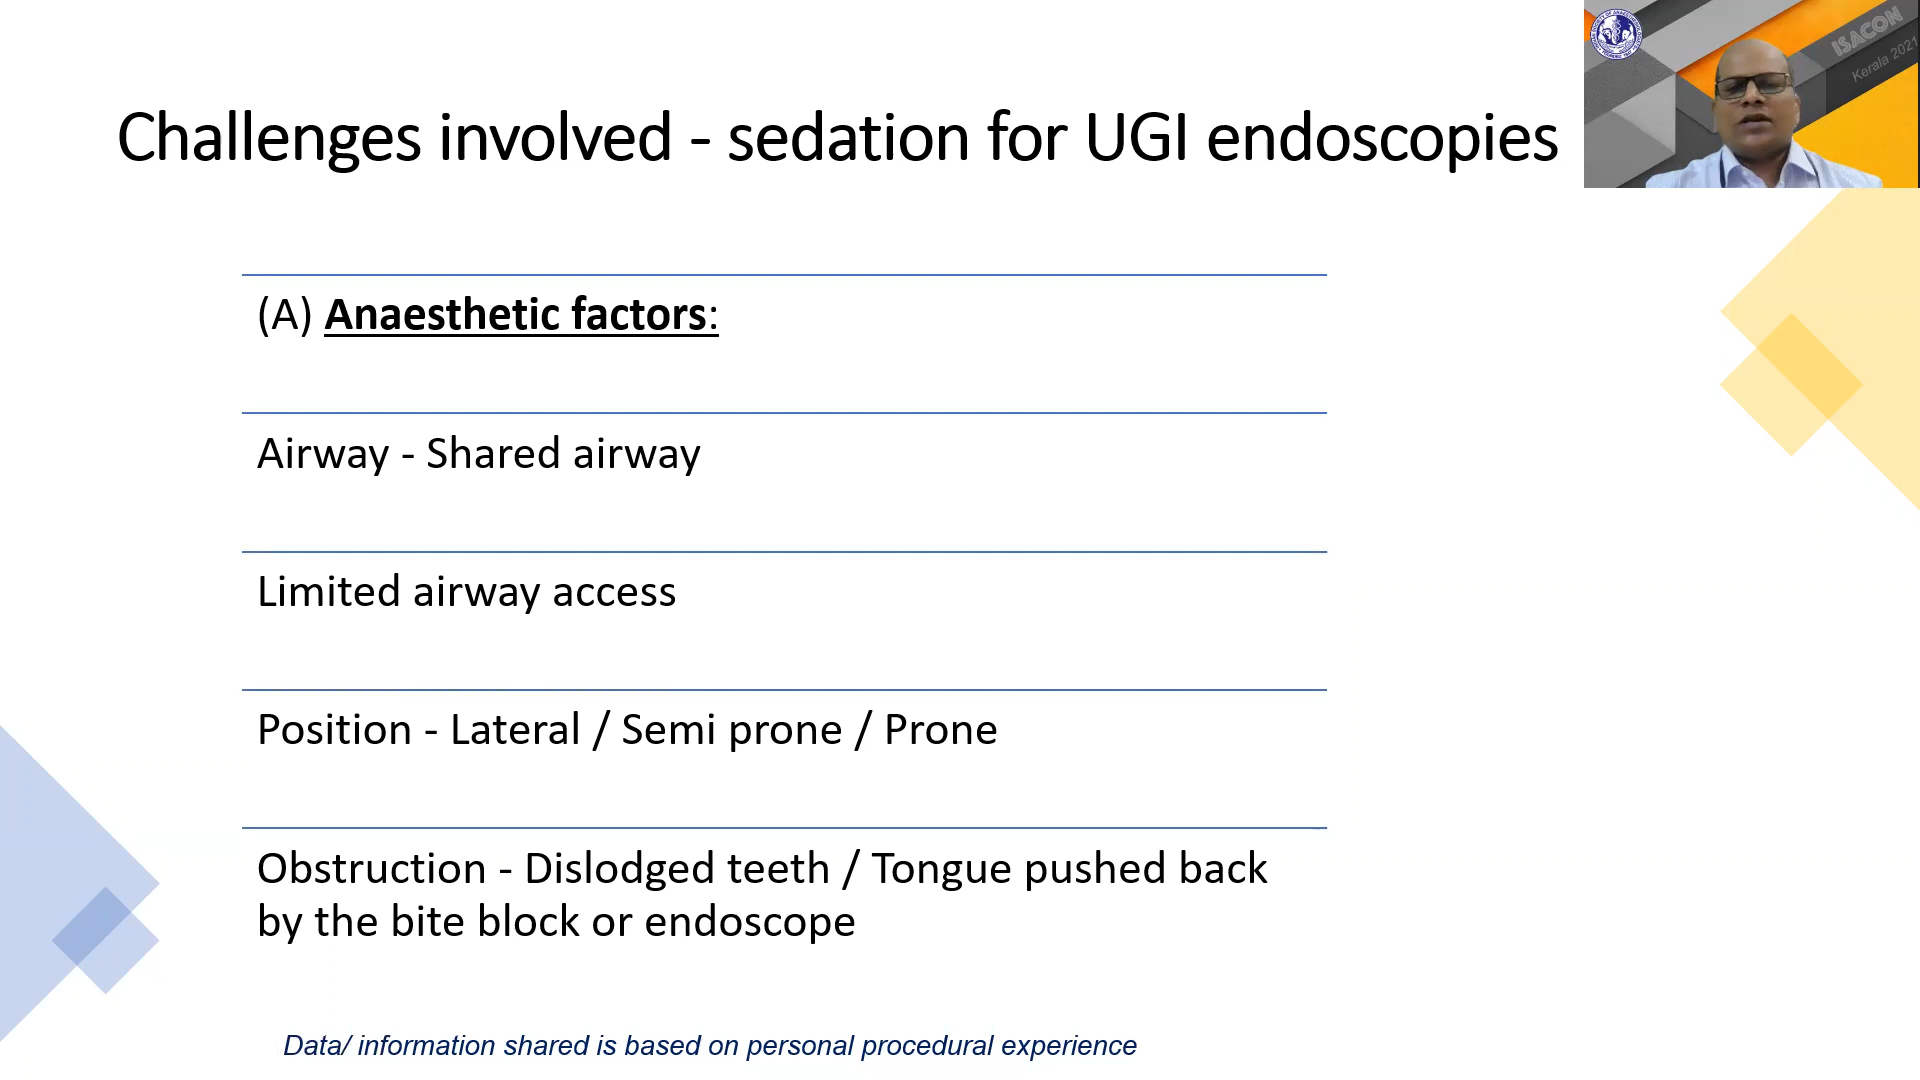 Challenges involved - sedation for UGI endoscopies
ISACON
Kerala 2021
(A) Anaesthetic factors:
Airway - Shared airway
Limited airway access
Position - Lateral / Semi prone / Prone
Obstruction - Dislodged teeth / Tongue pushed back
by the bite block or endoscope
Data/ information shared is based on personal procedural experience